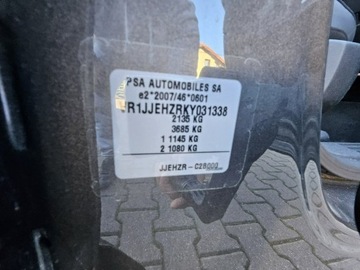 PSA AUTOMOBILES SA
e2*2007/46*0601
VR1JJEHZRKY031338
2135 KG
3685 KG
1 1145 KG
2 1080 KG
JJEHZR-C28000